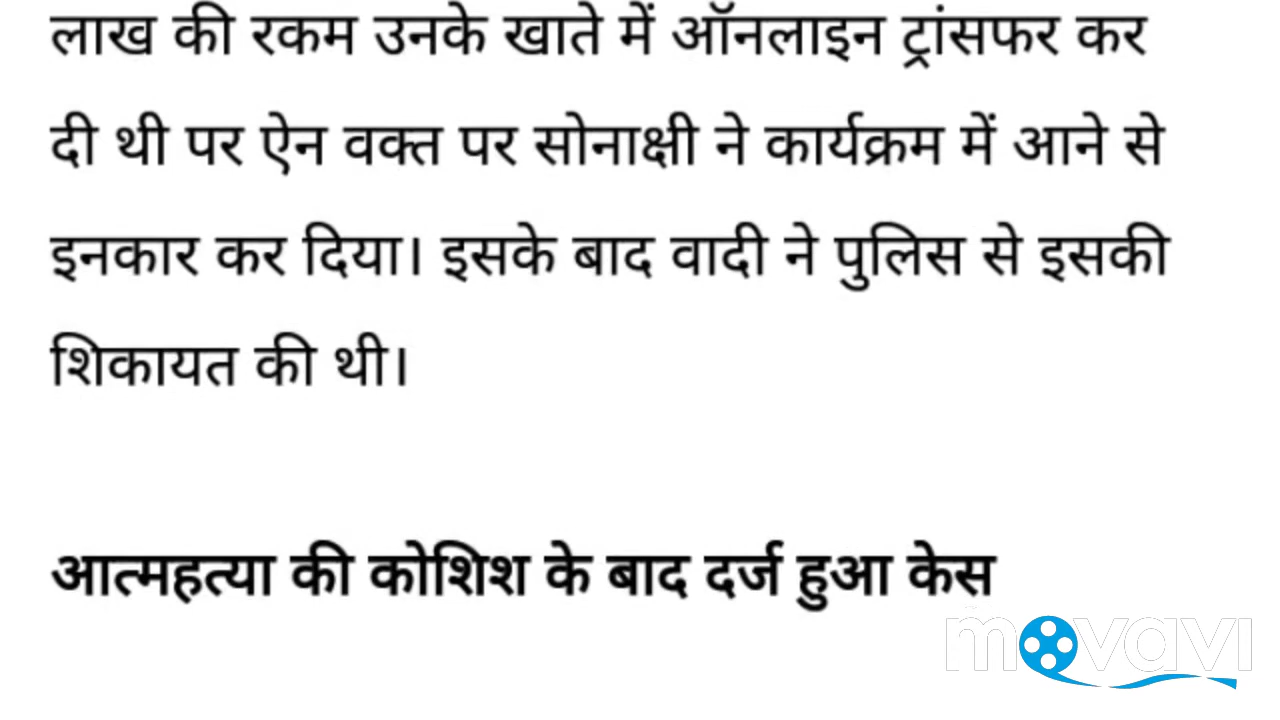 लाख की रकम उनके खाते में ऑनलाइन ट्रांसफर कर
दी थी पर ऐन वक्त पर सोनाक्षी ने कार्यक्रम में आने से
इनकार कर दिया। इसके बाद वादी ने पुलिस से इसकी
शिकायत की थी।
आत्महत्या की कोशिश के बाद दर्ज हुआ केस
movavi